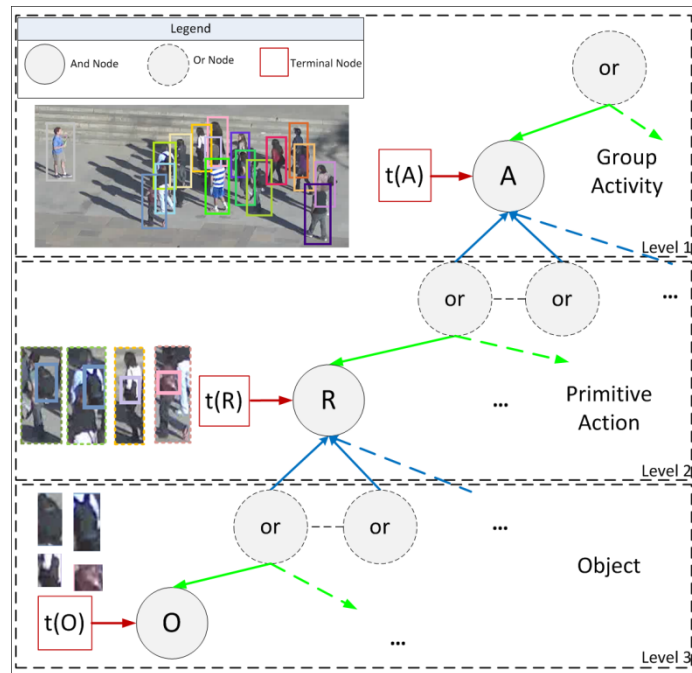 Legend
And Node
Or Node
Terminal Node
or
t(A)
A
Group
Activity
Level 1
or
or
...
t(R)
R
...
Primitive
Action
Level 2
or
or
...
Object
t(O)
O
...
Level 3